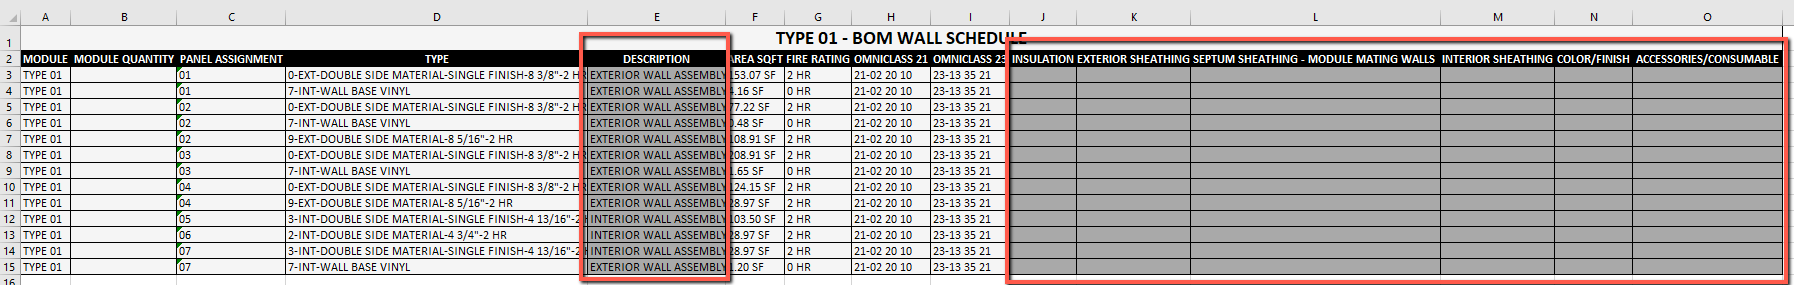 A B C D E F G H I J K L M N O
1 TYPE 01 - BOM WALL SCHEDULE
2 MODULE MODULE QUANTITY PANEL ASSIGNMENT TYPE DESCRIPTION AREA SQFT FIRE RATING OMNICLASS 21 OMNICLASS 23 INSULATION EXTERIOR SHEATHING SEPTUM SHEATHING - MODULE MATING WALLS INTERIOR SHEATHING COLOR/FINISH ACCESSORIES/CONSUMABLE
3 TYPE 01 01 0-EXT-DOUBLE SIDE MATERIAL-SINGLE FINISH-8 3/8"-2 HR EXTERIOR WALL ASSEMBLY 153.07 SF 2 HR 21-02 20 10 23-13 35 21
4 TYPE 01 01 7-INT-WALL BASE VINYL EXTERIOR WALL ASSEMBLY 4.16 SF 0 HR 21-02 20 10 23-13 35 21
5 TYPE 01 02 0-EXT-DOUBLE SIDE MATERIAL-SINGLE FINISH-8 3/8"-2 HR EXTERIOR WALL ASSEMBLY 77.22 SF 2 HR 21-02 20 10 23-13 35 21
6 TYPE 01 02 7-INT-WALL BASE VINYL EXTERIOR WALL ASSEMBLY 0.48 SF 0 HR 21-02 20 10 23-13 35 21
7 TYPE 01 02 9-EXT-DOUBLE SIDE MATERIAL-8 5/16"-2 HR EXTERIOR WALL ASSEMBLY 108.91 SF 2 HR 21-02 20 10 23-13 35 21
8 TYPE 01 03 0-EXT-DOUBLE SIDE MATERIAL-SINGLE FINISH-8 3/8"-2 HR EXTERIOR WALL ASSEMBLY 208.91 SF 2 HR 21-02 20 10 23-13 35 21
9 TYPE 01 03 7-INT-WALL BASE VINYL EXTERIOR WALL ASSEMBLY 1.65 SF 0 HR 21-02 20 10 23-13 35 21
10 TYPE 01 04 0-EXT-DOUBLE SIDE MATERIAL-SINGLE FINISH-8 3/8"-2 HR EXTERIOR WALL ASSEMBLY 124.15 SF 2 HR 21-02 20 10 23-13 35 21
11 TYPE 01 04 9-EXT-DOUBLE SIDE MATERIAL-8 5/16"-2 HR EXTERIOR WALL ASSEMBLY 28.97 SF 2 HR 21-02 20 10 23-13 35 21
12 TYPE 01 05 3-INT-DOUBLE SIDE MATERIAL-SINGLE FINISH-4 13/16"-2 INTERIOR WALL ASSEMBLY 103.50 SF 2 HR 21-02 20 10 23-13 35 21
13 TYPE 01 06 2-INT-DOUBLE SIDE MATERIAL-4 3/4"-2 HR INTERIOR WALL ASSEMBLY 28.97 SF 2 HR 21-02 20 10 23-13 35 21
14 TYPE 01 07 3-INT-DOUBLE SIDE MATERIAL-SINGLE FINISH-4 13/16"-2 INTERIOR WALL ASSEMBLY 28.97 SF 2 HR 21-02 20 10 23-13 35 21
15 TYPE 01 07 7-INT-WALL BASE VINYL EXTERIOR WALL ASSEMBLY 1.20 SF 0 HR 21-02 20 10 23-13 35 21
16